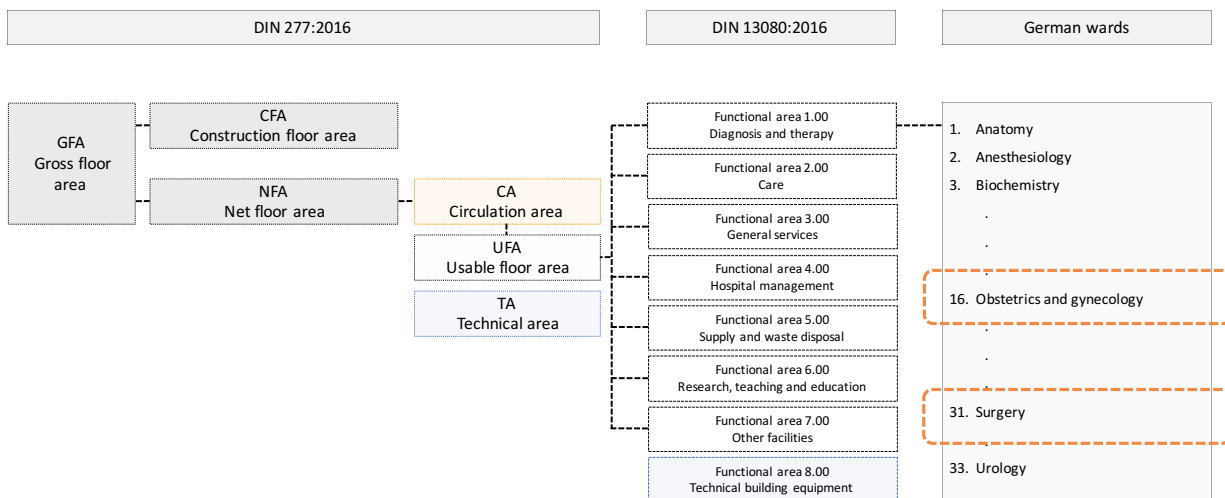 DIN 277:2016
DIN 13080:2016
German wards
GFA
Gross floor
area
CFA
Construction floor area
NFA
Net floor area
CA
Circulation area
UFA
Usable floor area
TA
Technical area
Functional area 1.00
Diagnosis and therapy
Functional area 2.00
Care
Functional area 3.00
General services
Functional area 4.00
Hospital management
Functional area 5.00
Supply and waste disposal
Functional area 6.00
Research, teaching and education
Functional area 7.00
Other facilities
Functional area 8.00
Technical building equipment
1. Anatomy
2. Anesthesiology
3. Biochemistry
.
.
.
16. Obstetrics and gynecology
.
.
.
31. Surgery
.
33. Urology